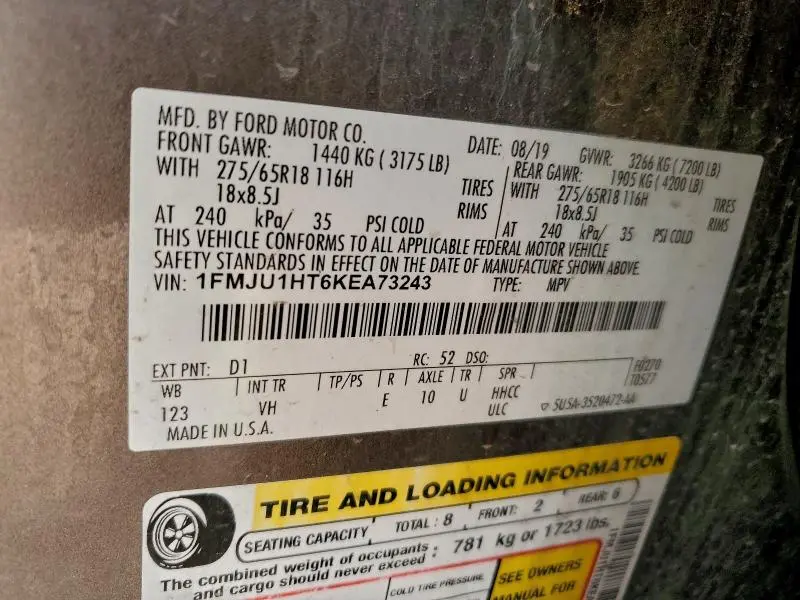 MFD. BY FORD MOTOR CO.
DATE: 08/19 GVWR: 3266 KG ( 7200 LB)
FRONT GAWR: 1440 KG ( 3175 LB) REAR GAWR: 1905 KG ( 4200 LB)
WITH 275/65R18 116H TIRES WITH 275/65R18 116H TIRES
18x8.5J RIMS 18x8.5J RIMS
AT 240 kPa/ 35 PSI COLD AT 240 kPa/ 35 PSI COLD
THIS VEHICLE CONFORMS TO ALL APPLICABLE FEDERAL MOTOR VEHICLE
SAFETY STANDARDS IN EFFECT ON THE DATE OF MANUFACTURE SHOWN ABOVE
VIN: 1FMJU1HT6KEA73243 TYPE: MPV
EXT PNT: D1 RC: 52 DSO: F0270
WB INT TR TP/PS R AXLE TR SPR T0577
123 VH E 10 U HHCC
ULC 5U5A-3520472-AA
MADE IN U.S.A.
TIRE AND LOADING INFORMATION
SEATING CAPACITY TOTAL : 8 FRONT: 2 REAR: 6
The combined weight of occupants
and cargo should never exceed : 781 kg or 1723 lbs.
COLD TIRE PRESSURE
SEE OWNERS
MANUAL FOR